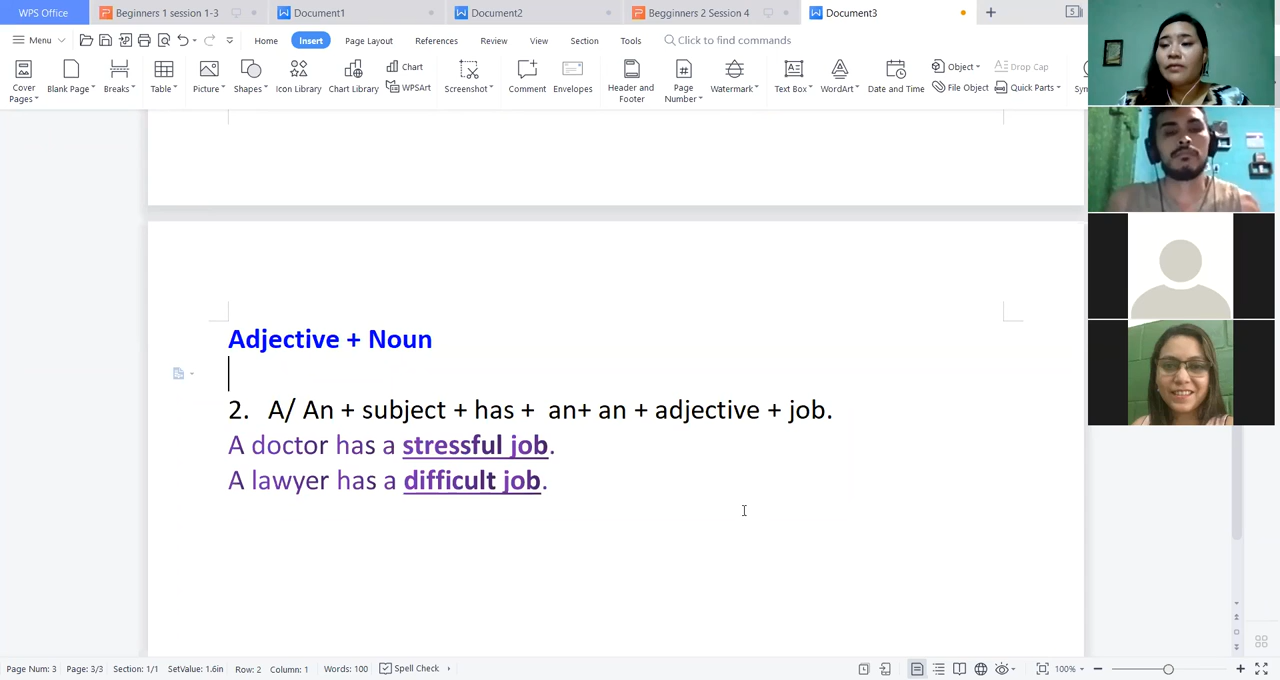 WPS Office
Beginners 1 session 1-3
Document1
Document2
Begginners 2 Session 4
Document3
5
Menu
Home
Insert
Page Layout
References
Review
View
Section
Tools
Click to find commands
Cover Pages
Blank Page
Breaks
Table
Picture
Shapes
Icon Library
Chart Library
Chart
WPSArt
Screenshot
Comment
Envelopes
Header and Footer
Page Number
Watermark
Text Box
WordArt
Date and Time
Object
File Object
Drop Cap
Quick Parts
Adjective + Noun
2. A/ An + subject + has + an+ an + adjective + job.
A doctor has a stressful job.
A lawyer has a difficult job.
Page Num: 3 Page: 3/3 Section: 1/1 SetValue: 1.6in Row: 2 Column: 1 Words: 100 Spell Check 100%